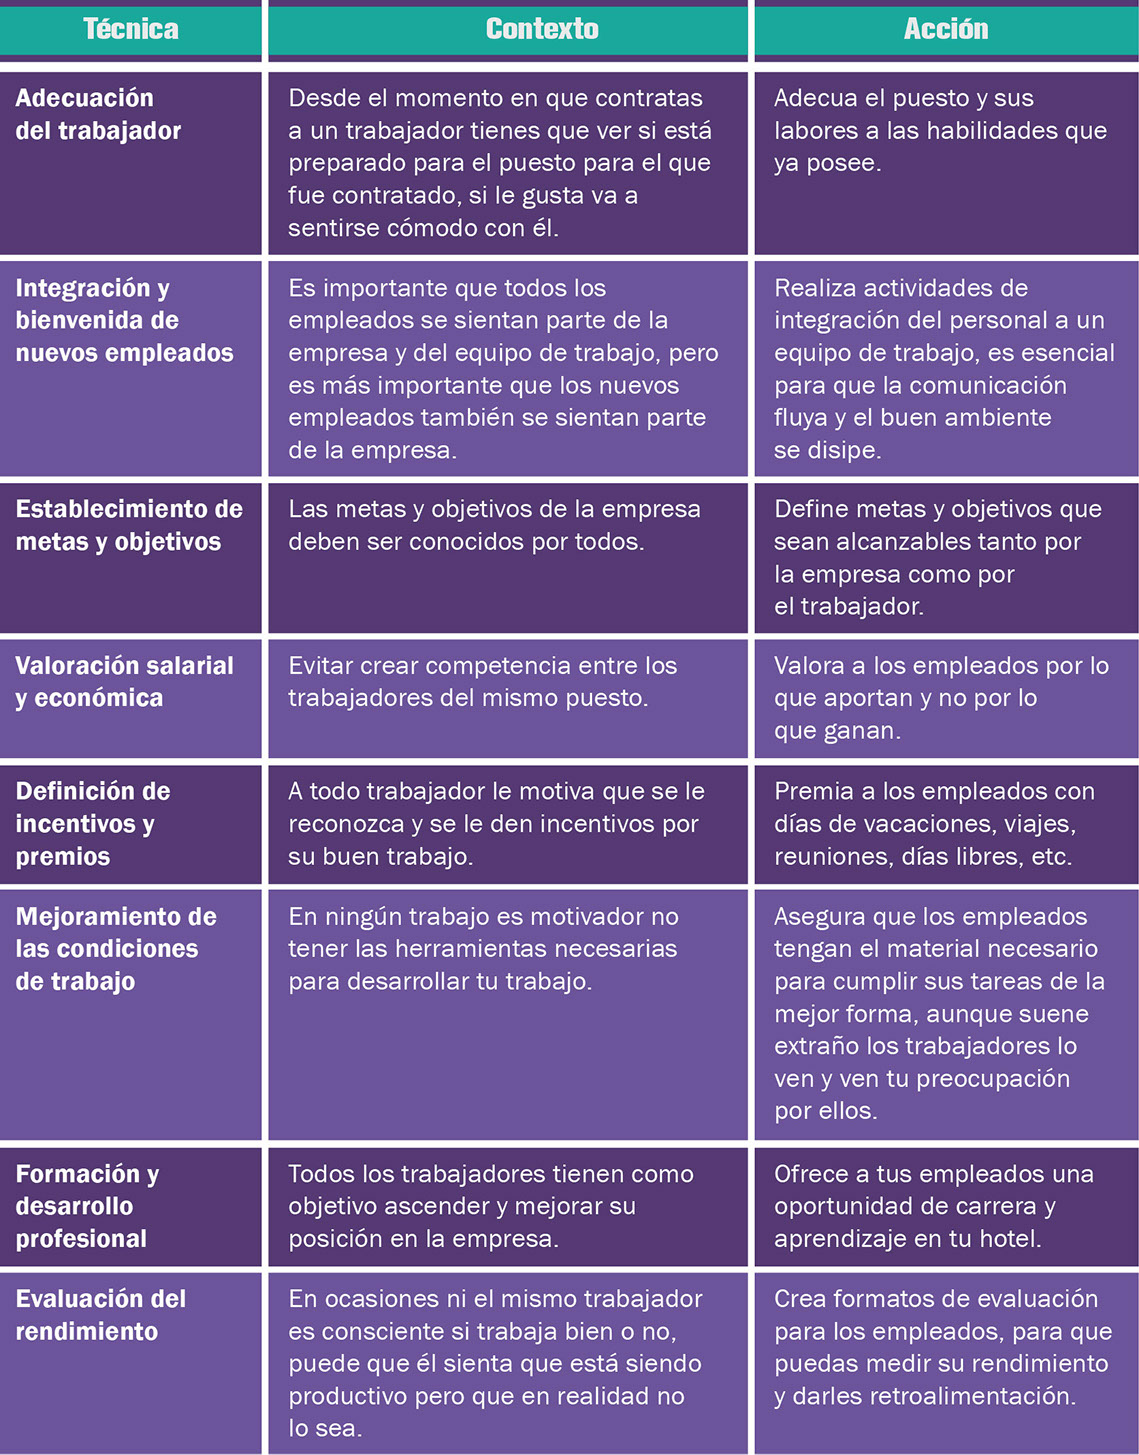 Técnica
Contexto
Acción
Adecuación
del trabajador
Desde el momento en que contratas
a un trabajador tienes que ver si está
preparado para el puesto para el que
fue contratado, si le gusta va a
sentirse cómodo con él.
Adecua el puesto y sus
labores a las habilidades que
ya posee.
Integración y
bienvenida de
nuevos empleados
Es importante que todos los
empleados se sientan parte de la
empresa y del equipo de trabajo, pero
es más importante que los nuevos
empleados también se sientan parte
de la empresa.
Realiza actividades de
integración del personal a un
equipo de trabajo, es esencial
para que la comunicación
fluya y el buen ambiente
se disipe.
Establecimiento de
metas y objetivos
Las metas y objetivos de la empresa
deben ser conocidos por todos.
Define metas y objetivos que
sean alcanzables tanto por
la empresa como por
el trabajador.
Valoración salarial
y económica
Evitar crear competencia entre los
trabajadores del mismo puesto.
Valora a los empleados por lo
que aportan y no por lo
que ganan.
Definición de
incentivos y
premios
A todo trabajador le motiva que se le
reconozca y se le den incentivos por
su buen trabajo.
Premia a los empleados con
días de vacaciones, viajes,
reuniones, días libres, etc.
Mejoramiento de
las condiciones
de trabajo
En ningún trabajo es motivador no
tener las herramientas necesarias
para desarrollar tu trabajo.
Asegura que los empleados
tengan el material necesario
para cumplir sus tareas de la
mejor forma, aunque suene
extraño los trabajadores lo
ven y ven tu preocupación
por ellos.
Formación y
desarrollo
profesional
Todos los trabajadores tienen como
objetivo ascender y mejorar su
posición en la empresa.
Ofrece a tus empleados una
oportunidad de carrera y
aprendizaje en tu hotel.
Evaluación del
rendimiento
En ocasiones ni el mismo trabajador
es consciente si trabaja bien o no,
puede que él sienta que está siendo
productivo pero que en realidad no
lo sea.
Crea formatos de evaluación
para los empleados, para que
puedas medir su rendimiento
y darles retroalimentación.